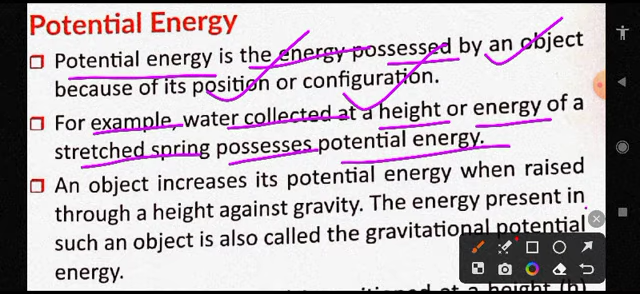 Potential Energy
Potential energy is the energy possessed by an object
because of its position or configuration.
For example, water collected at a height or energy of a
stretched spring possesses potential energy.
An object increases its potential energy when raised
through a height against gravity. The energy present in
such an object is also called the gravitational potential
energy.